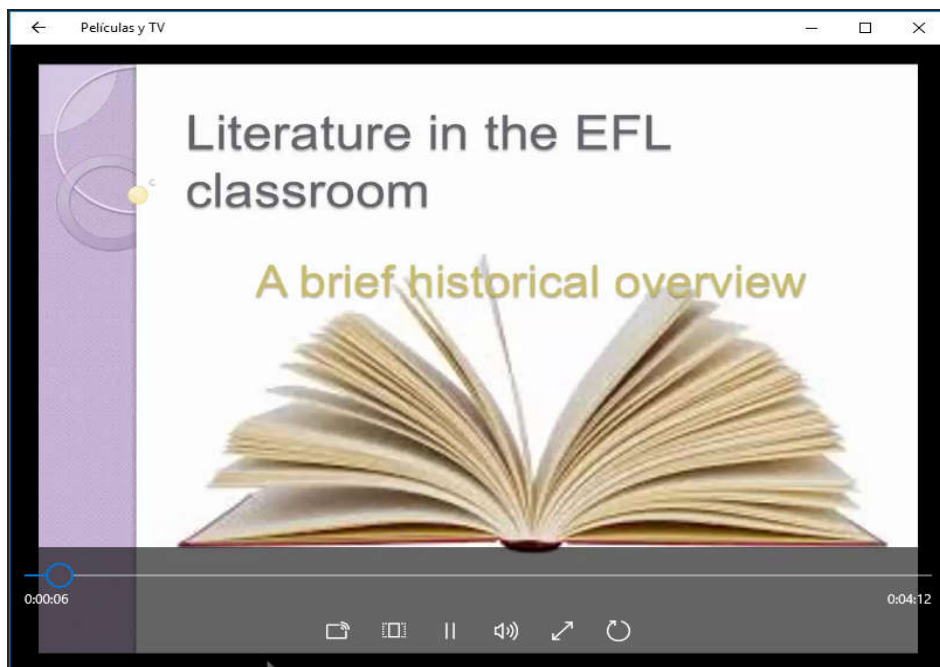 Películas y TV
Literature in the EFL
classroom
A brief historical overview
0:00:06
0:04:12